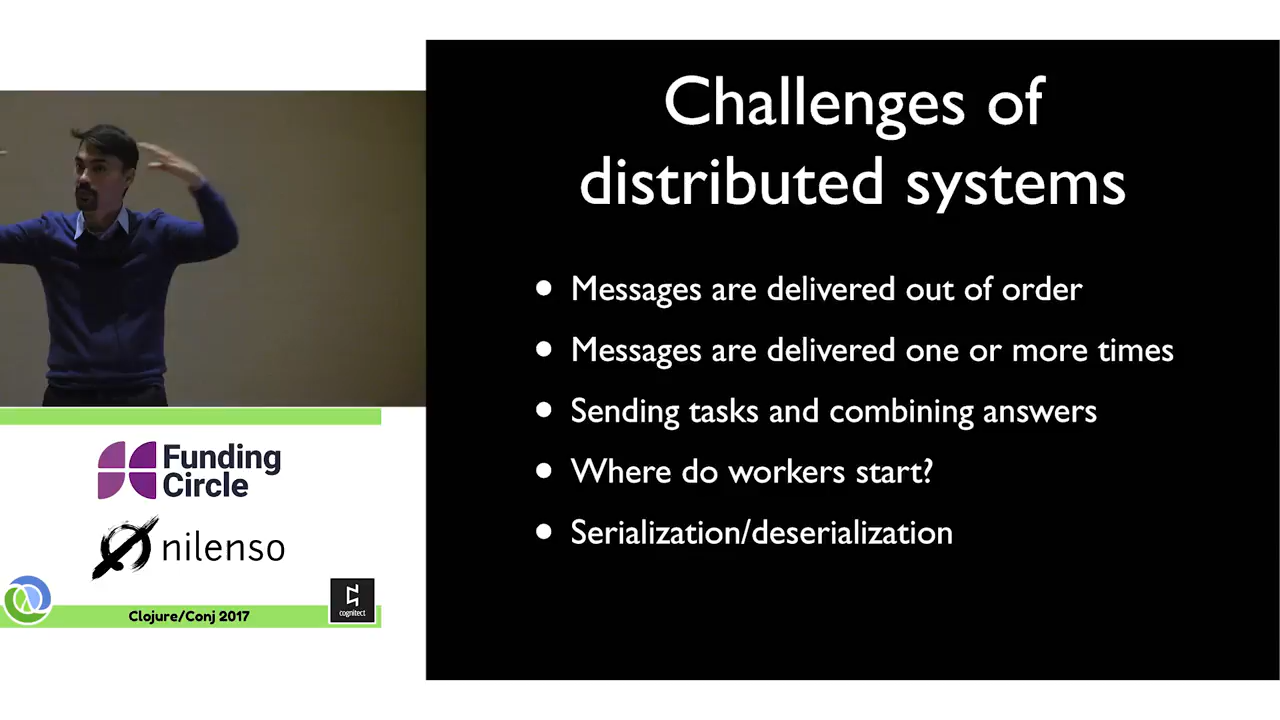 Challenges of
distributed systems
• Messages are delivered out of order
• Messages are delivered one or more times
• Sending tasks and combining answers
• Where do workers start?
• Serialization/deserialization
Funding
Circle
nilenso
cognitect
Clojure/Conj 2017